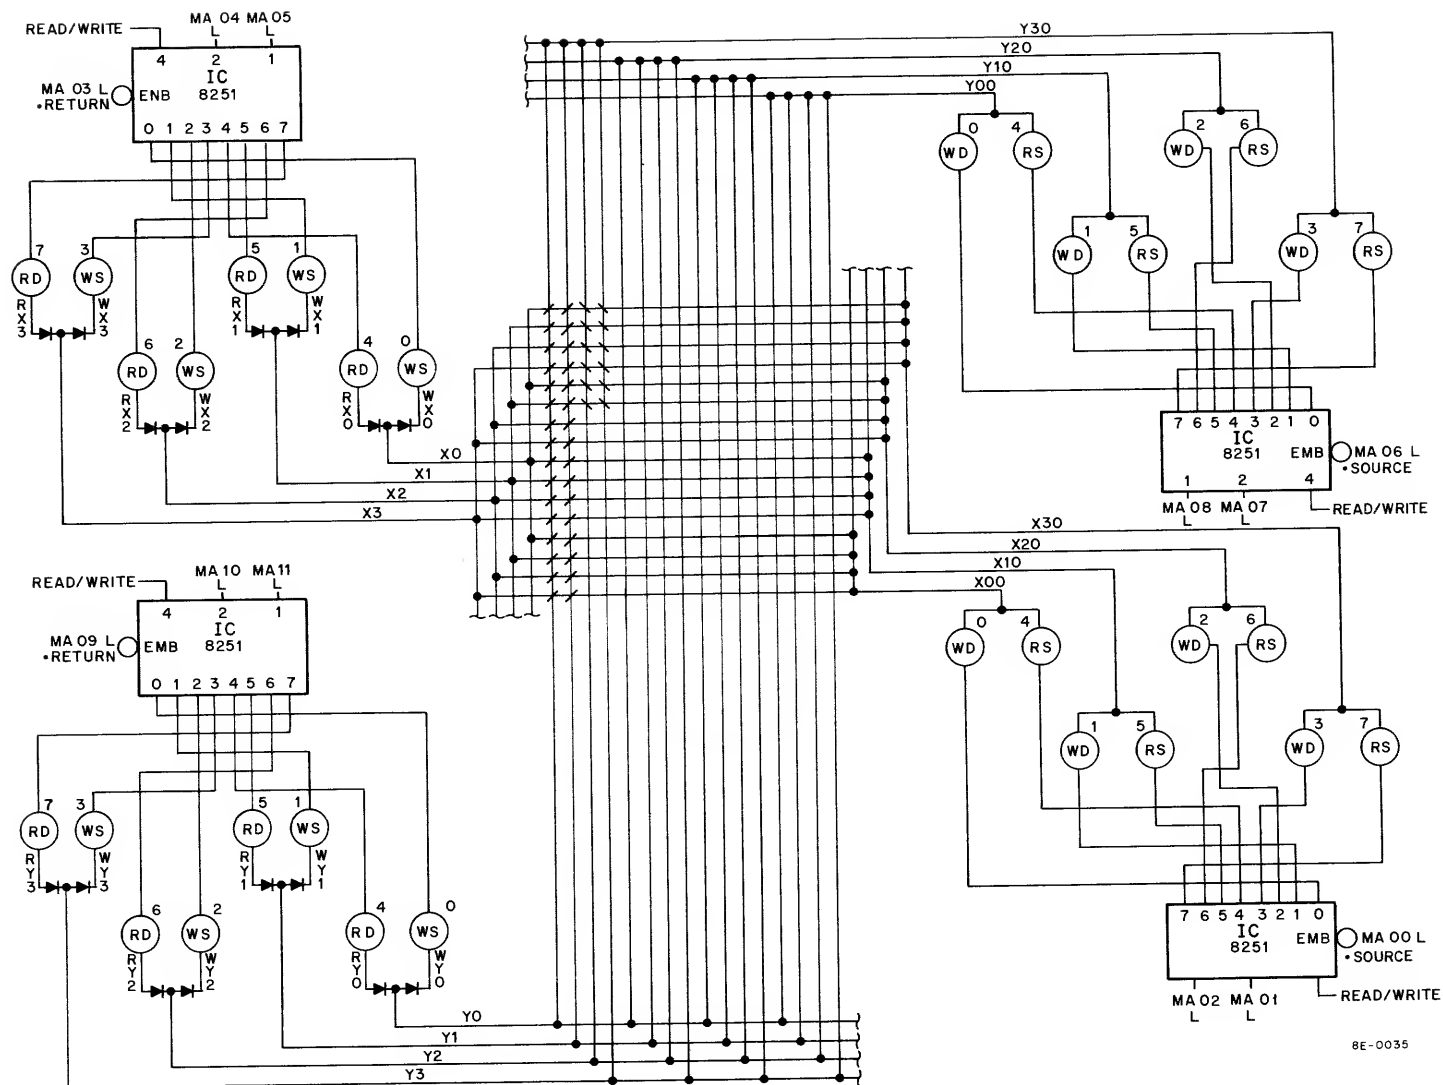 READ/WRITE
MA 04 MA 05
L L
4 2 1
IC
8251
MA 03 L
•RETURN
ENB
0 1 2 3 4 5 6 7
7 3 5 1
RD WS RD WS
RX3 WX3 RX1 WX1
6 2 4 0
RD WS RD WS
RX2 WX2 RX0 WX0
X0
X1
X2
X3
READ/WRITE
MA 10 MA 11
L L
4 2 1
IC
8251
MA 09 L
•RETURN
EMB
0 1 2 3 4 5 6 7
7 3 5 1
RD WS RD WS
RY3 WY3 RY1 WY1
6 2 4 0
RD WS RD WS
RY2 WY2 RY0 WY0
Y0
Y1
Y2
Y3
Y30
Y20
Y10
Y00
0 4 2 6
WD RS WD RS
1 5 3 7
WD RS WD RS
7 6 5 4 3 2 1 0
IC
8251
EMB
MA 06 L
•SOURCE
1 2 4
MA 08 MA 07
L L
READ/WRITE
X30
X20
X10
X00
0 4 2 6
WD RS WD RS
1 5 3 7
WD RS WD RS
7 6 5 4 3 2 1 0
IC
8251
EMB
MA 00 L
•SOURCE
MA 02 MA 01
L L
READ/WRITE
8E-0035